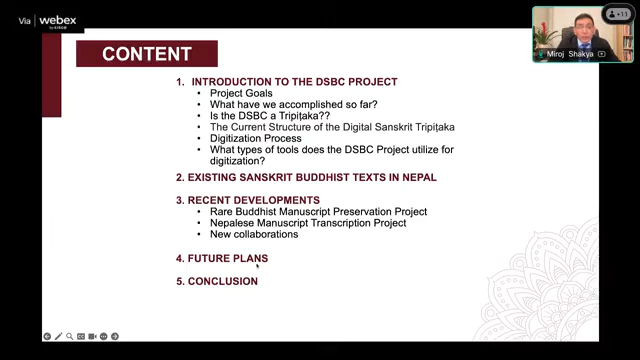 Via webex
by CISCO
+11
Miroj Shakya
CONTENT
1. INTRODUCTION TO THE DSBC PROJECT
• Project Goals
• What have we accomplished so far?
• Is the DSBC a Tripiṭaka??
• The Current Structure of the Digital Sanskrit Tripiṭaka
• Digitization Process
• What types of tools does the DSBC Project utilize for
digitization?
2. EXISTING SANSKRIT BUDDHIST TEXTS IN NEPAL
3. RECENT DEVELOPMENTS
• Rare Buddhist Manuscript Preservation Project
• Nepalese Manuscript Transcription Project
• New collaborations
4. FUTURE PLANS
5. CONCLUSION